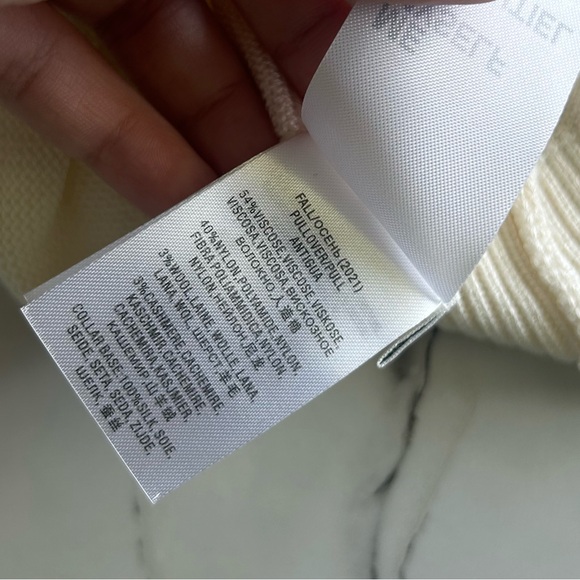 FALL/ОСЕНЬ (2021)
PULLOVER/PULL
ANTIRIA
54%VISCOSA, VISCOSE, VISKOSE
VISCOSE, VISCOSA, ВИСКОЗНОЕ
ВОЛОКНО, 人造棉
40%NYLON, POLYAMIDE, NYLON,
FIBRA POLIAMMIDICA, NYLON,
NYLON, НЕЙЛОН, 尼龙
3%WOOL, LAINE, WOLLE, LANA,
LANA, WOL, ШЕРСТЬ, 羊毛
3%CASHMERE, CACHEMIRE,
KASCHMIR, CACHEMIRE,
CACHEMIRA, KASJMIER,
КАШЕМИР, 山羊绒
COLLAR BASE: 100%SILK, SOIE,
SEIDE, SETA, SEDA, ZIJDE,
ШЕЛК, 蚕丝